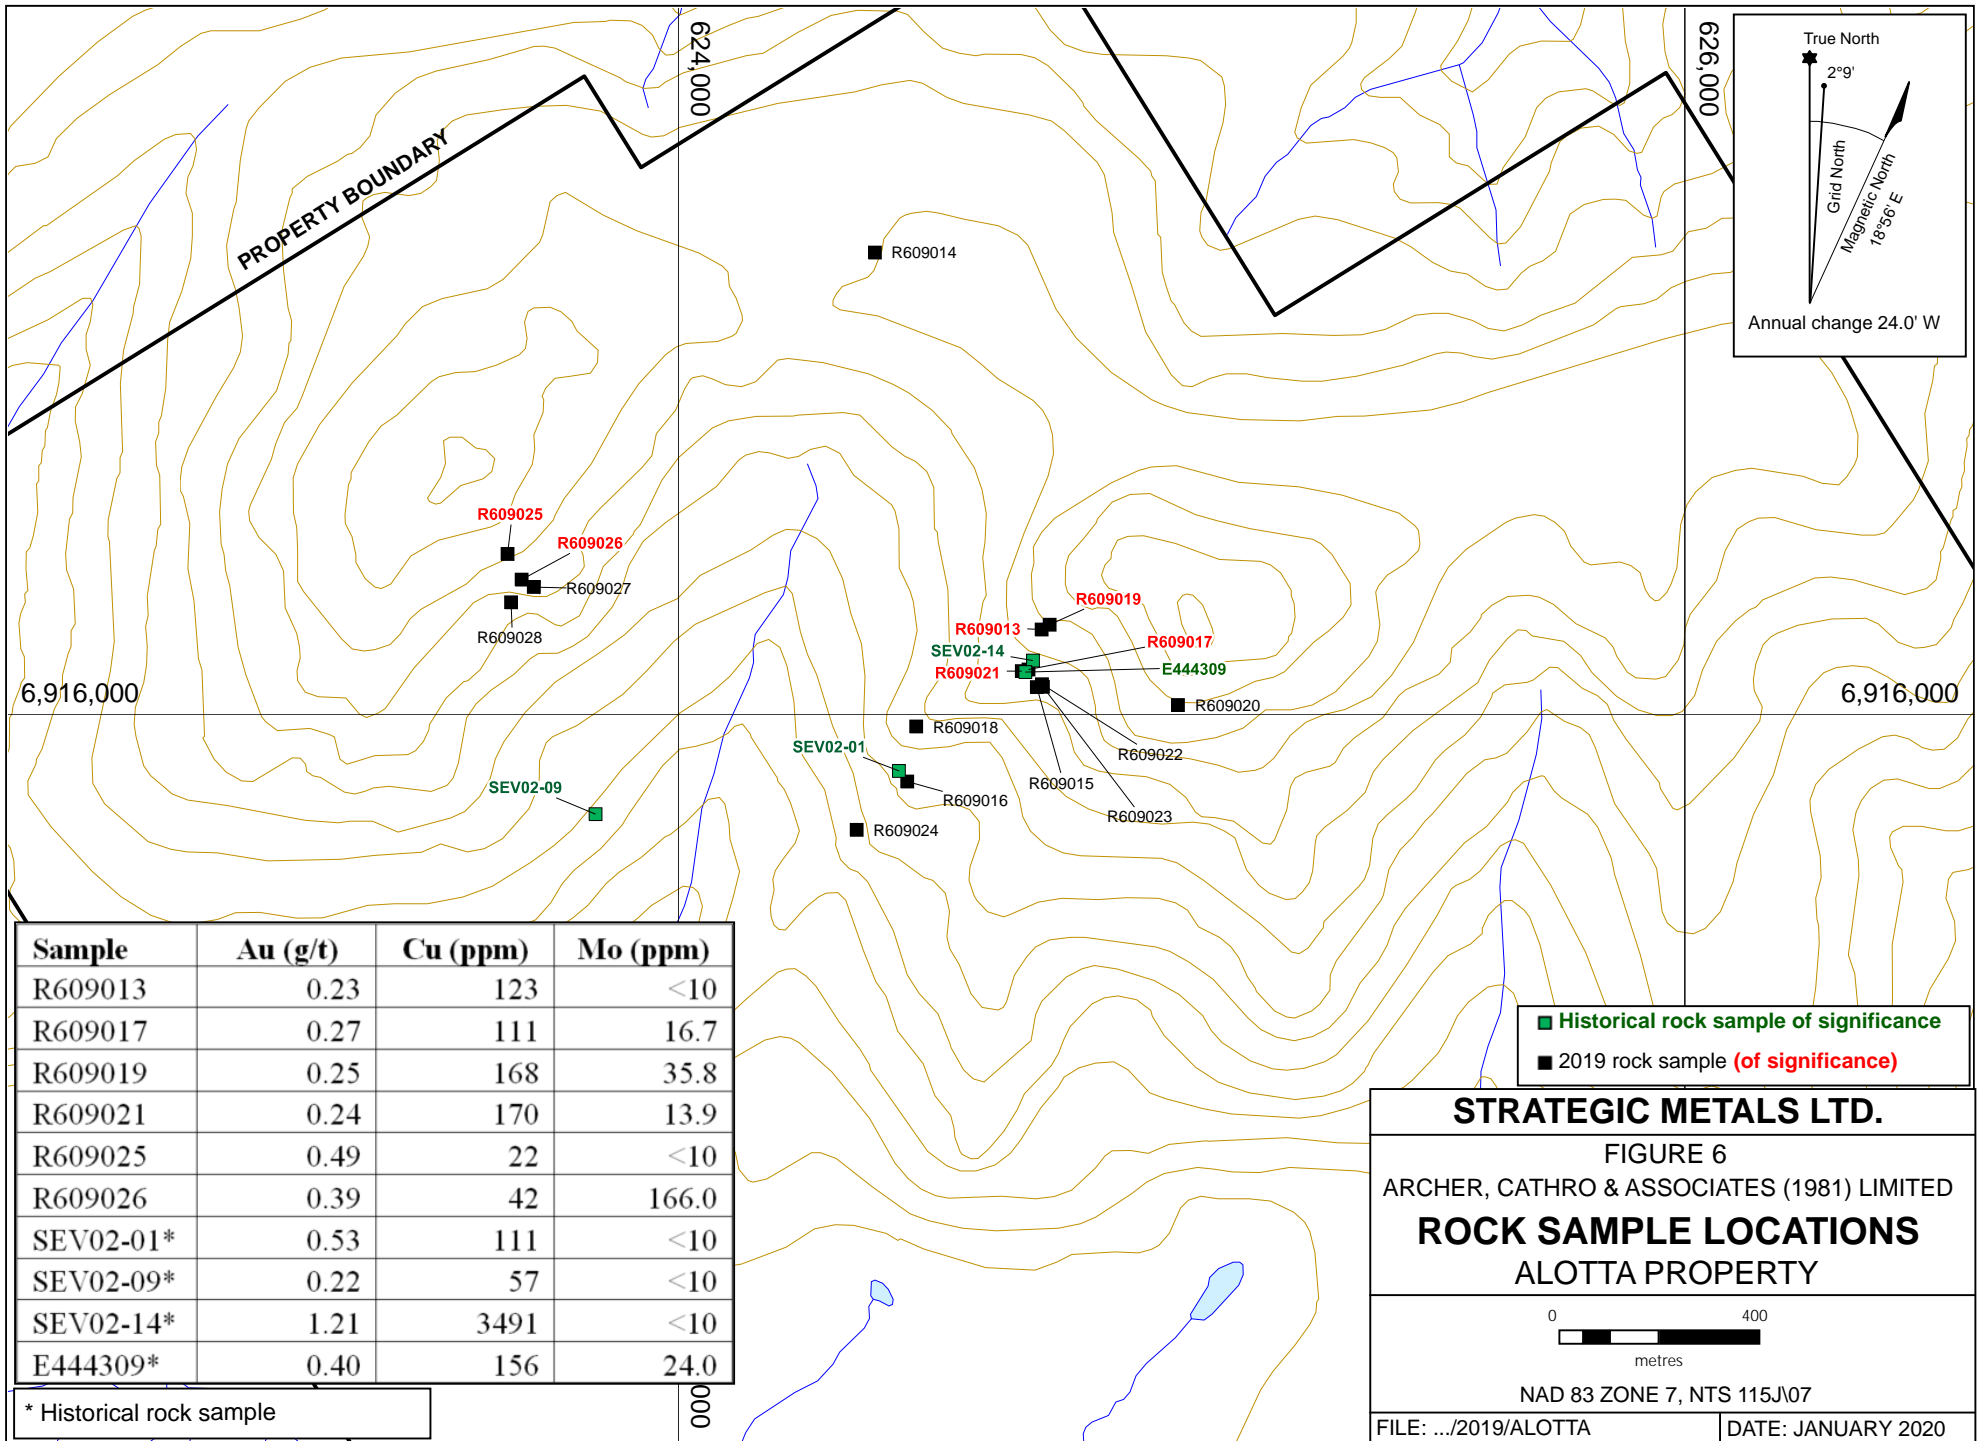 624,000
626,000
True North
2°9'
Grid North
Magnetic North
18°56' E
Annual change 24.0' W
PROPERTY BOUNDARY
R609014
R609025
R609026
R609027
R609028
R609019
R609013
R609017
SEV02-14
E444309
R609021
6,916,000
6,916,000
R609020
R609018
R609022
SEV02-01
R609015
SEV02-09
R609016
R609023
R609024
Sample Au (g/t) Cu (ppm) Mo (ppm)
R609013 0.23 123 <10
R609017 0.27 111 16.7
R609019 0.25 168 35.8
R609021 0.24 170 13.9
R609025 0.49 22 <10
R609026 0.39 42 166.0
SEV02-01* 0.53 111 <10
SEV02-09* 0.22 57 <10
SEV02-14* 1.21 3491 <10
E444309* 0.40 156 24.0
* Historical rock sample
000
Historical rock sample of significance
2019 rock sample (of significance)
STRATEGIC METALS LTD.
FIGURE 6
ARCHER, CATHRO & ASSOCIATES (1981) LIMITED
ROCK SAMPLE LOCATIONS
ALOTTA PROPERTY
0 400
metres
NAD 83 ZONE 7, NTS 115J\07
FILE: .../2019/ALOTTA
DATE: JANUARY 2020